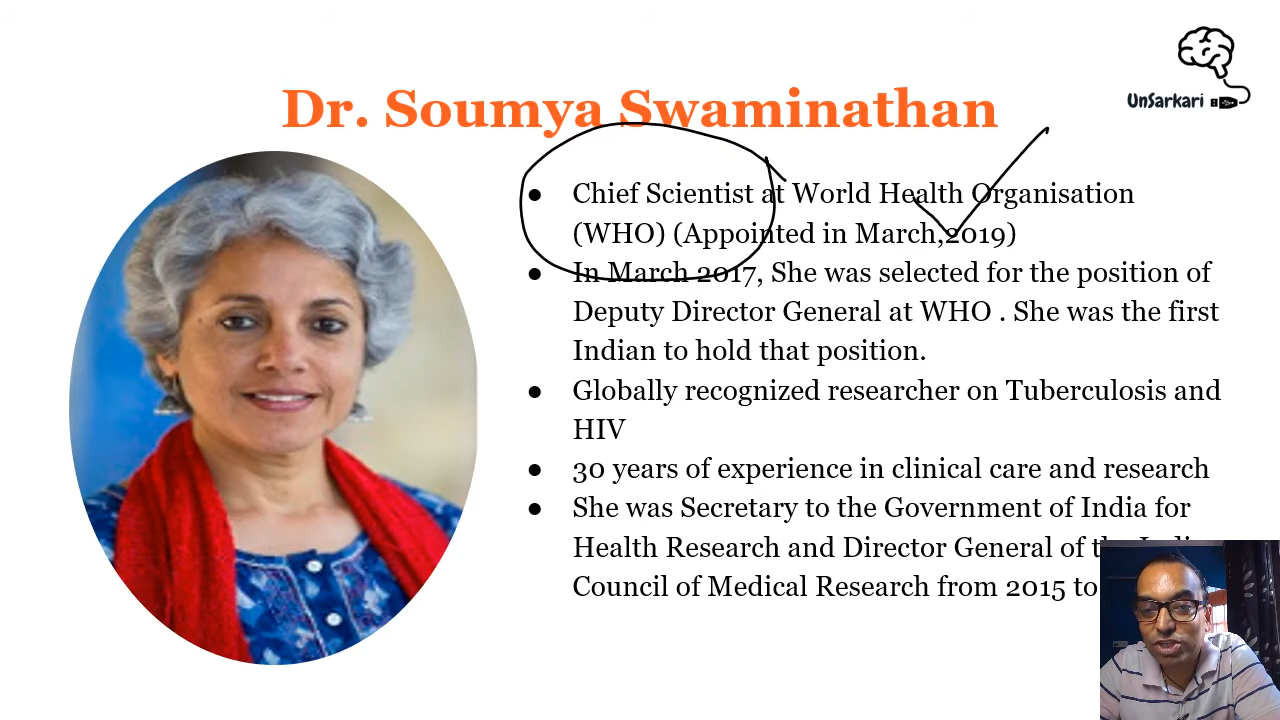 UnSarkari
Dr. Soumya Swaminathan
● Chief Scientist at World Health Organisation
(WHO) (Appointed in March,2019)
● In March 2017, She was selected for the position of
Deputy Director General at WHO . She was the first
Indian to hold that position.
● Globally recognized researcher on Tuberculosis and
HIV
● 30 years of experience in clinical care and research
● She was Secretary to the Government of India for
Health Research and Director General of the
Council of Medical Research from 2015 to